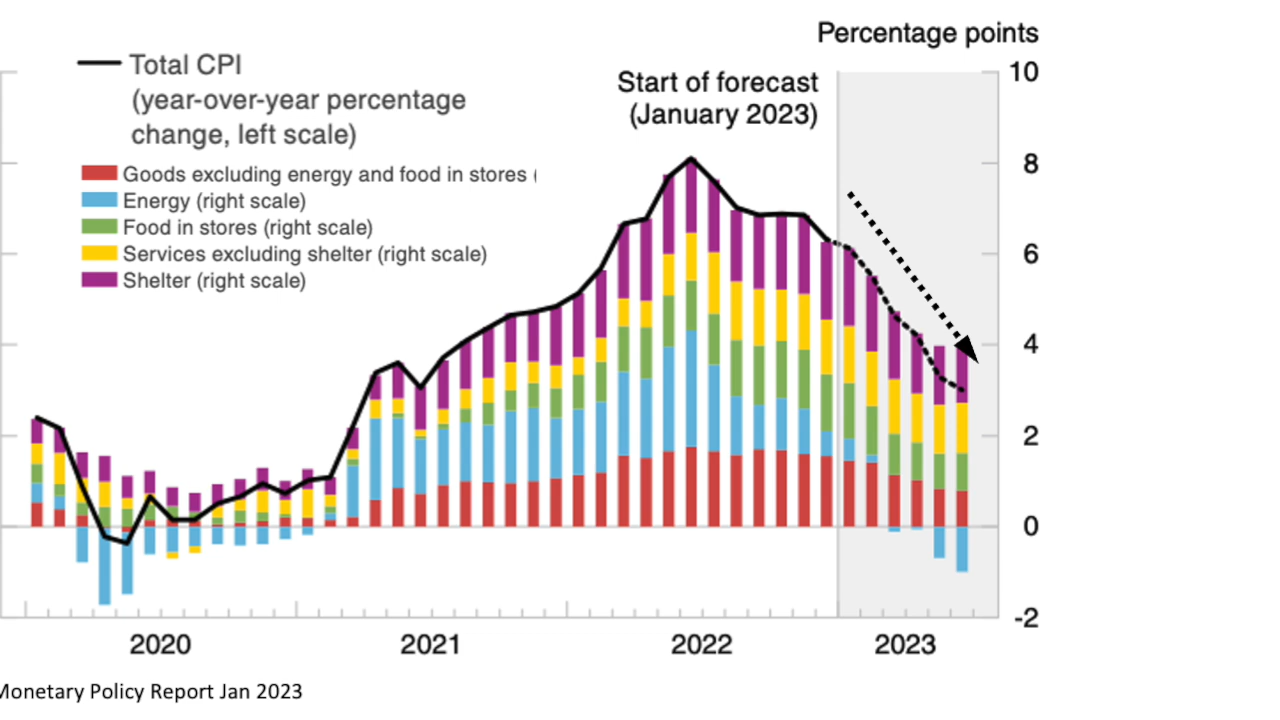 Percentage points
Total CPI
(year-over-year percentage
change, left scale)
Start of forecast
(January 2023)
Goods excluding energy and food in stores (
Energy (right scale)
Food in stores (right scale)
Services excluding shelter (right scale)
Shelter (right scale)
10
8
6
4
2
0
-2
2020 2021 2022 2023
Monetary Policy Report Jan 2023